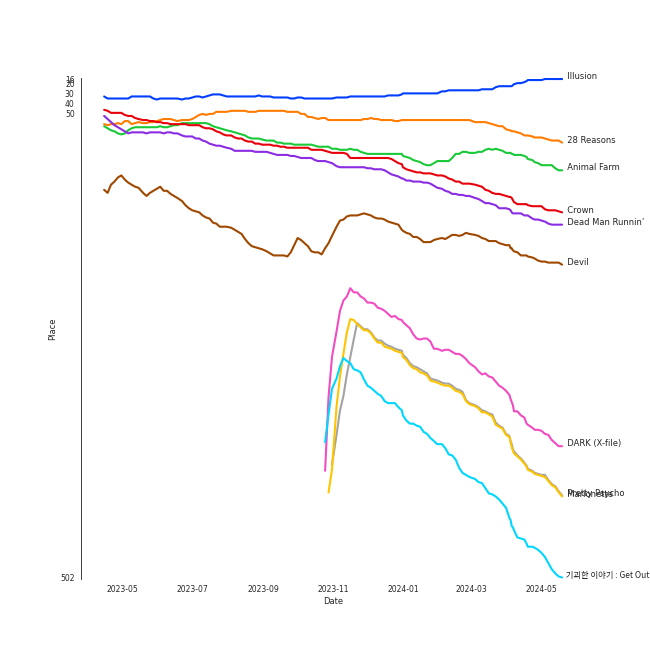 16
20
30
40
50
502
Place
Illusion
28 Reasons
Animal Farm
Crown
Dead Man Runnin’
Devil
DARK (X-file)
Pretty Psycho
기괴한 이야기 : Get Out
2023-05 2023-07 2023-09 2023-11 2024-01 2024-03 2024-05
Date